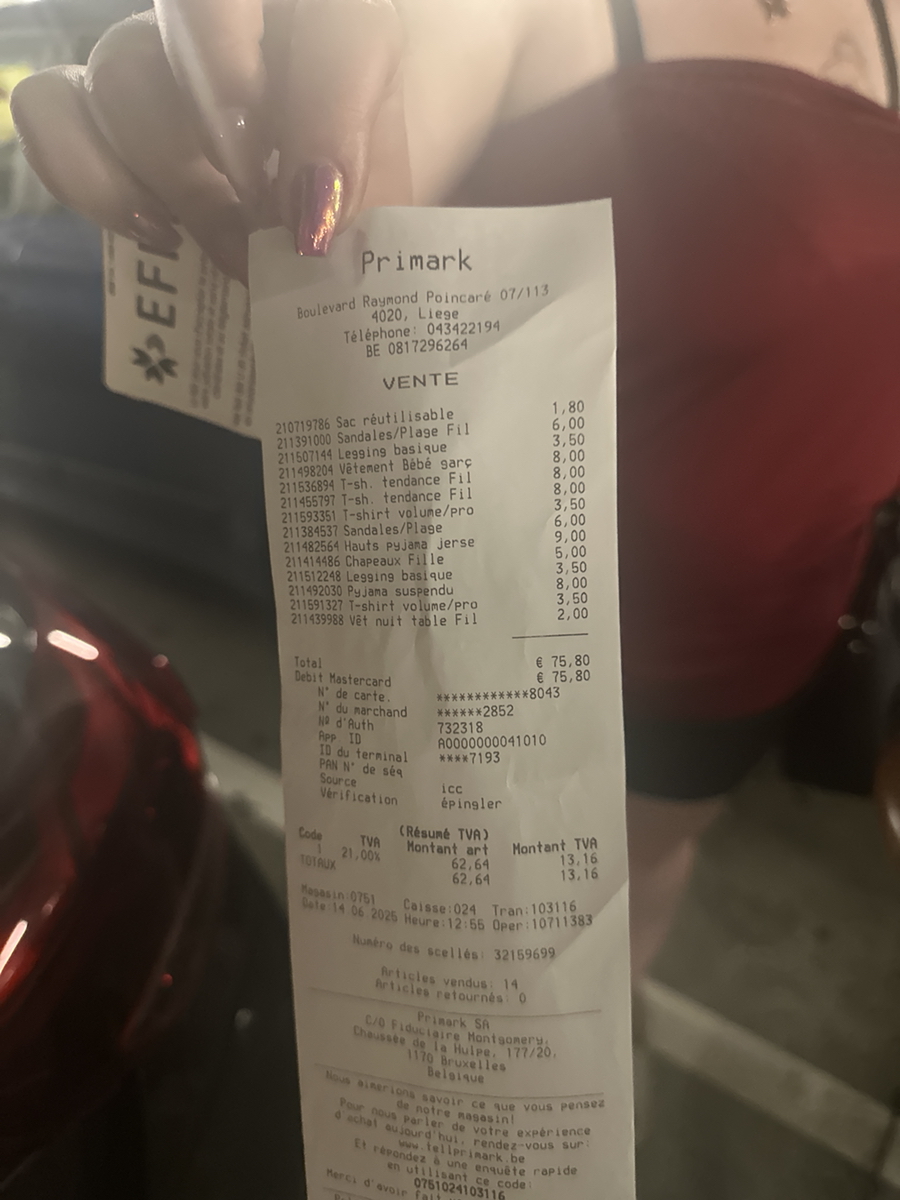 EFW
Primark
Boulevard Raymond Poincaré 07/113
4020, Liege
Téléphone: 043422194
BE 0817296264
VENTE
210719786 Sac réutilisable 1,80
211391000 Sandales/Plage Fil 6,00
211507144 Legging basique 3,50
211498204 Vêtement Bébé garç 8,00
211536894 T-sh. tendance Fil 8,00
211455797 T-sh. tendance Fil 8,00
211593351 T-shirt volume/pro 3,50
211384537 Sandales/Plage 6,00
211482564 Hauts pyjama jerse 9,00
211414486 Chapeaux Fille 5,00
211512248 Legging basique 3,50
211492030 Pyjama suspendu 8,00
211591327 T-shirt volume/pro 3,50
211439988 Vêt nuit table Fil 2,00
Total € 75,80
Debit Mastercard € 75,80
N° de carte. ************8043
N° du marchand ******2852
Nº d'Auth 732318
App. ID A0000000041010
ID du terminal ****7193
PAN N° de séq
Source icc
Vérification épingler
(Résumé TVA)
Code TVA Montant art Montant TVA
1 21,00% 62,64 13,16
TOTAUX 62,64 13,16
Magasin:0751 Caisse:024 Tran:103116
Date:14.06.2025 Heure:12:55 Oper:10711383
Numéro des scellés: 32159699
Articles vendus: 14
Articles retournés: 0
Primark SA
C/O Fiduciaire Montgomery,
Chaussée de la Hulpe, 177/20,
1170 Bruxelles
Belgique
Nous aimerions savoir ce que vous pensez
de notre magasin!
Pour nous parler de votre expérience
d'achat aujourd'hui, rendez-vous sur:
www.tellprimark.be
Et répondez à une enquête rapide
en utilisant ce code:
0751024103116
Merci d'avoir fait